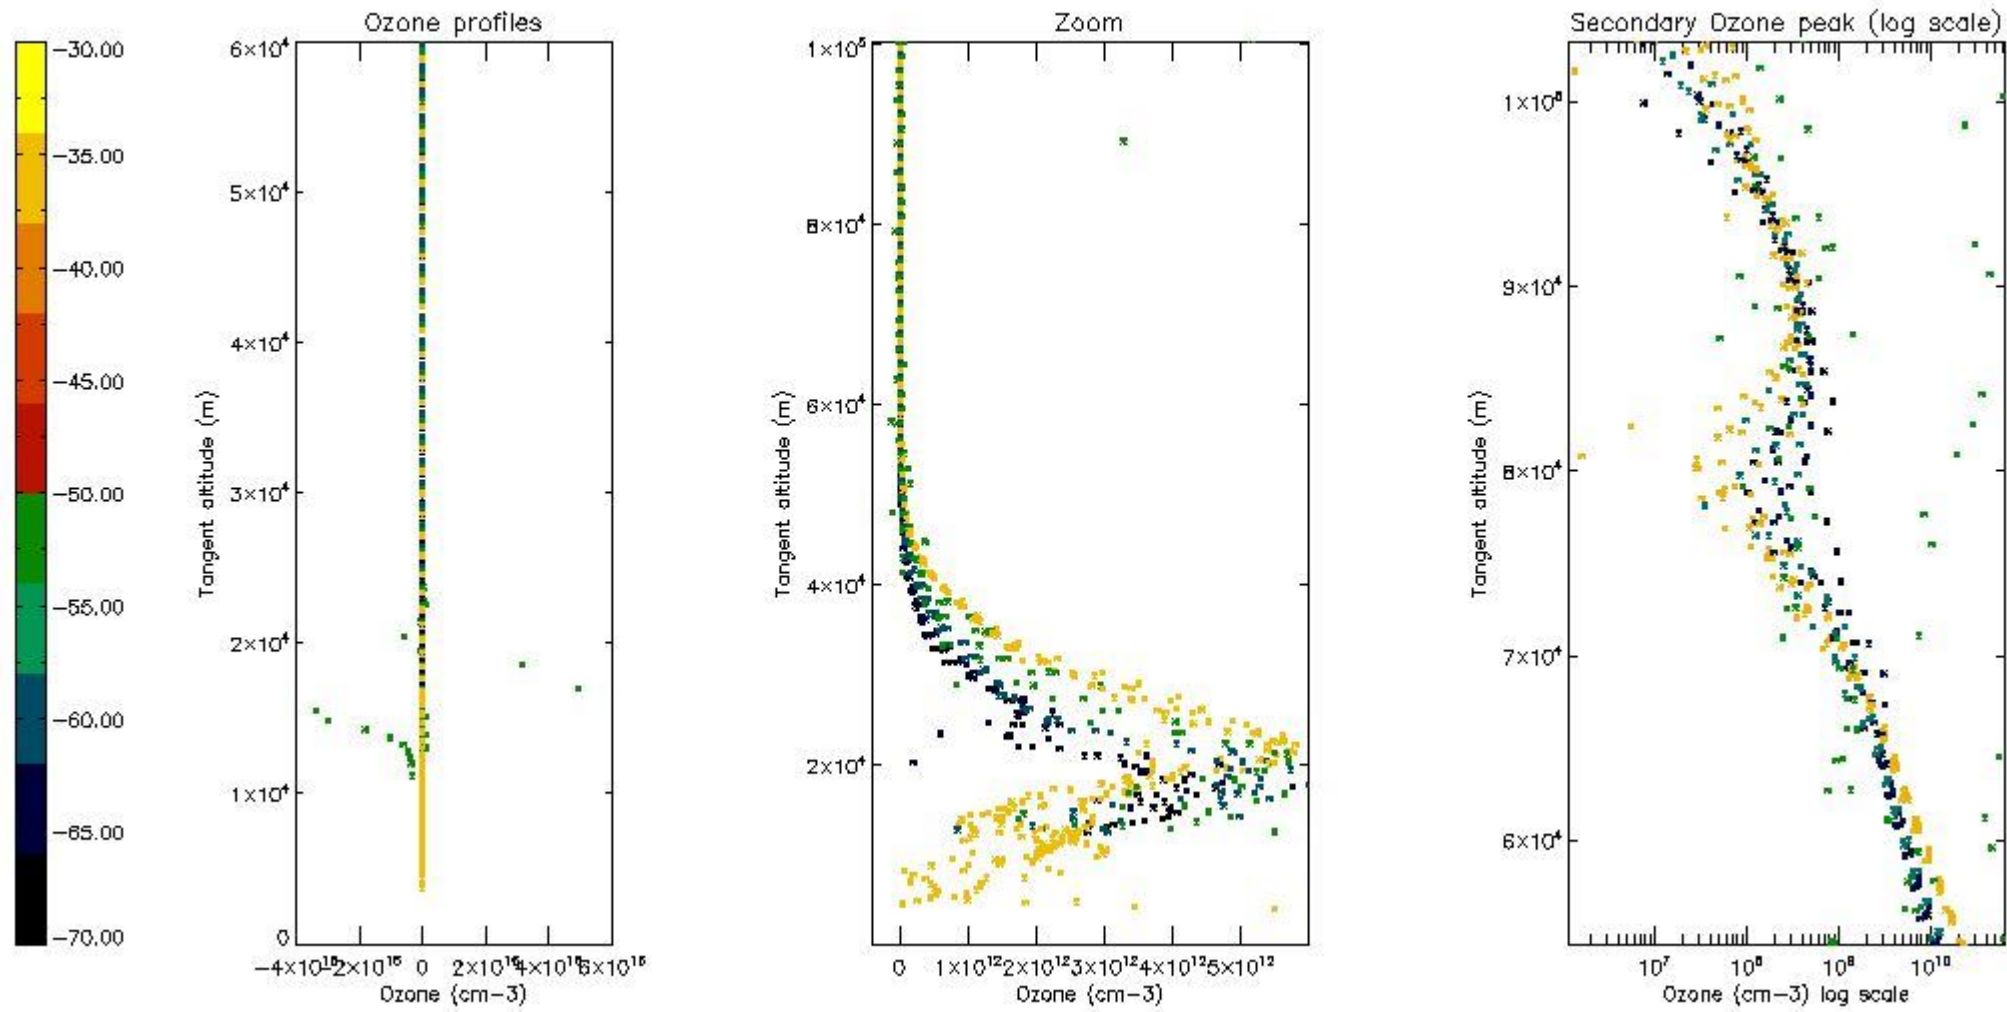 Ozone profiles
Zoom
Secondary Ozone peak (log scale)
-30.00
-35.00
-40.00
-45.00
-50.00
-55.00
-60.00
-65.00
-70.00
6×10⁴
5×10⁴
4×10⁴
3×10⁴
2×10⁴
1×10⁴
0
Tangent altitude (m)
0
Ozone (cm-3)
1×10⁵
8×10⁴
6×10⁴
4×10⁴
2×10⁴
Tangent altitude (m)
0 1×10¹² 2×10¹² 3×10¹² 4×10¹² 5×10¹²
Ozone (cm-3)
9×10⁴
8×10⁴
7×10⁴
6×10⁴
Tangent altitude (m)
10⁷ 10⁸ 10⁹ 10¹⁰
Ozone (cm-3) log scale